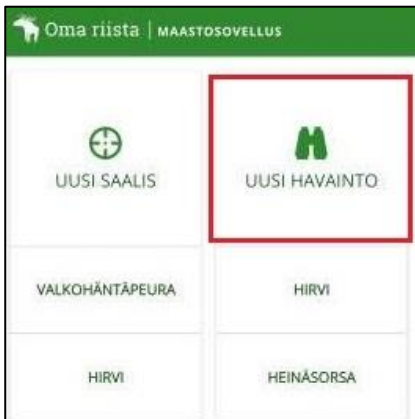 Oma riista | MAASTOSOVELLUS
UUSI SAALIS
UUSI HAVAINTO
VALKOHÄNTÄPEURA
HIRVI
HIRVI
HEINÄSORSA